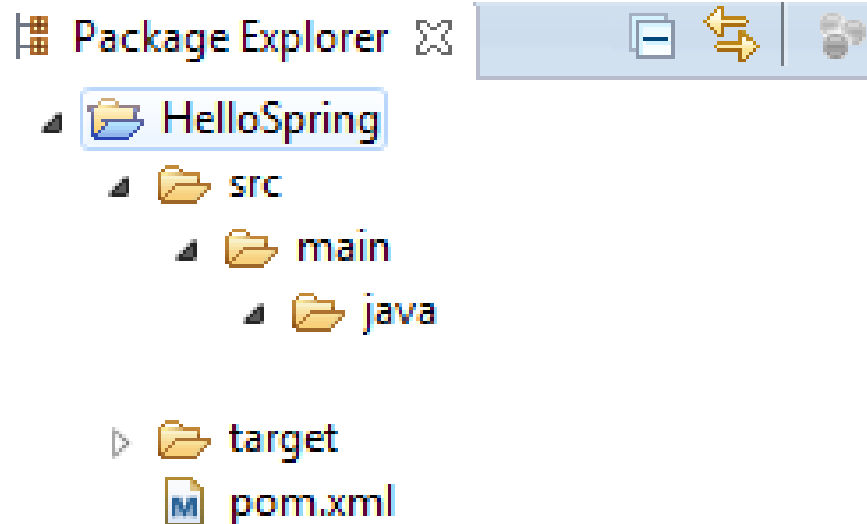 Package Explorer
HelloSpring
src
main
java
target
pom.xml